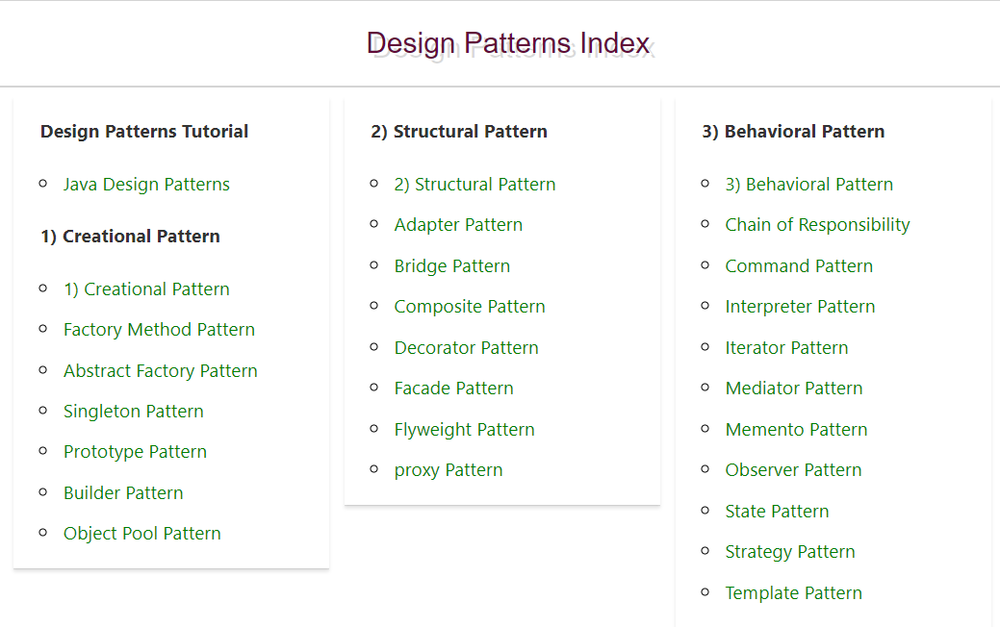 Design Patterns Index
Design Patterns Tutorial
Java Design Patterns
1) Creational Pattern
1) Creational Pattern
Factory Method Pattern
Abstract Factory Pattern
Singleton Pattern
Prototype Pattern
Builder Pattern
Object Pool Pattern
2) Structural Pattern
2) Structural Pattern
Adapter Pattern
Bridge Pattern
Composite Pattern
Decorator Pattern
Facade Pattern
Flyweight Pattern
proxy Pattern
3) Behavioral Pattern
3) Behavioral Pattern
Chain of Responsibility
Command Pattern
Interpreter Pattern
Iterator Pattern
Mediator Pattern
Memento Pattern
Observer Pattern
State Pattern
Strategy Pattern
Template Pattern